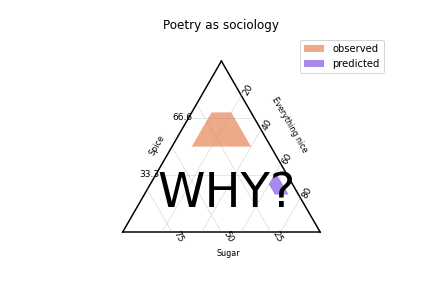 Poetry as sociology
observed
predicted
20
Everything nice
40
66.6
Spice
60
33.3
WHY?
80
75
50
25
Sugar